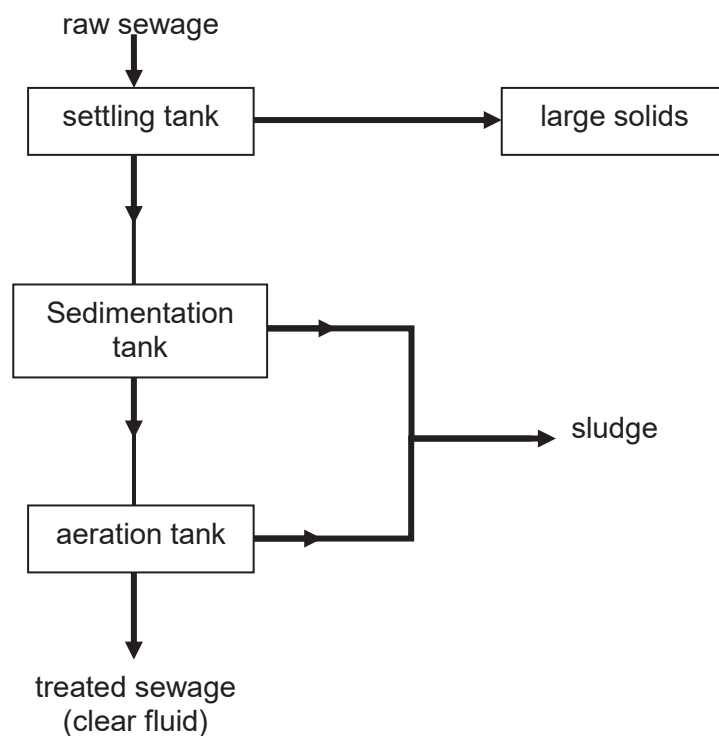 raw sewage
settling tank
large solids
Sedimentation
tank
sludge
aeration tank
treated sewage
(clear fluid)